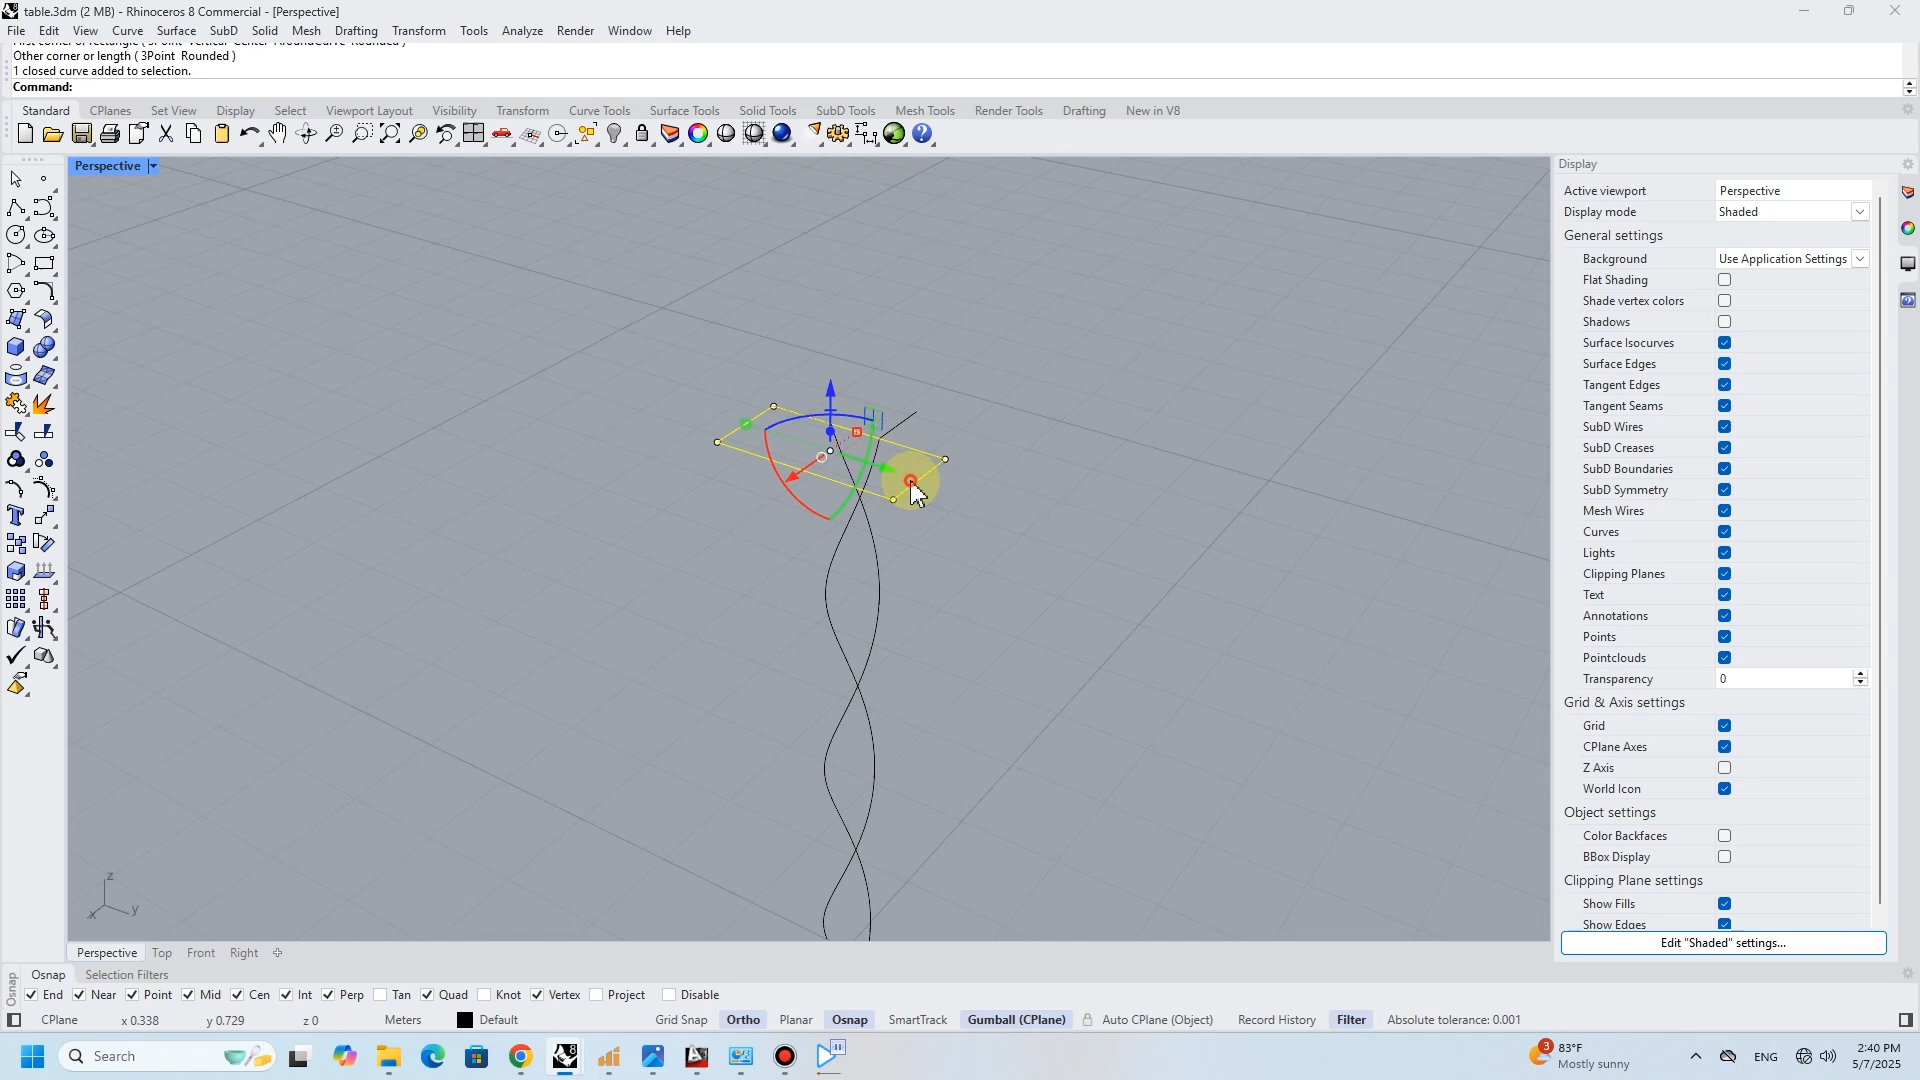 table.3dm (2 MB) - Rhinoceros 8 Commercial - [Perspective]
File Edit View Curve Surface SubD Solid Mesh Drafting Transform Tools Analyze Render Window Help
Other corner or length ( 3Point Rounded )
1 closed curve added to selection.
Command:
Standard CPlanes Set View Display Select Viewport Layout Visibility Transform Curve Tools Surface Tools Solid Tools SubD Tools Mesh Tools Render Tools Drafting New in V8
Perspective
Display
Active viewport Perspective
Display mode Shaded
General settings
Background Use Application Settings
Flat Shading
Shade vertex colors
Shadows
Surface Isocurves
Surface Edges
Tangent Edges
Tangent Seams
SubD Wires
SubD Creases
SubD Boundaries
SubD Symmetry
Mesh Wires
Curves
Lights
Clipping Planes
Text
Annotations
Points
Pointclouds
Transparency 0
Grid & Axis settings
Grid
CPlane Axes
Z Axis
World Icon
Object settings
Color Backfaces
BBox Display
Clipping Plane settings
Show Fills
Show Edges
Edit "Shaded" settings...
z
x y
Perspective Top Front Right
Osnap Osnap Selection Filters
End Near Point Mid Cen Int Perp Tan Quad Knot Vertex Project Disable
CPlane x 0.338 y 0.729 z 0 Meters Default Grid Snap Ortho Planar Osnap SmartTrack Gumball (CPlane) Auto CPlane (Object) Record History Filter Absolute tolerance: 0.001
Search
3 83°F
Mostly sunny
ENG
2:40 PM
5/7/2025